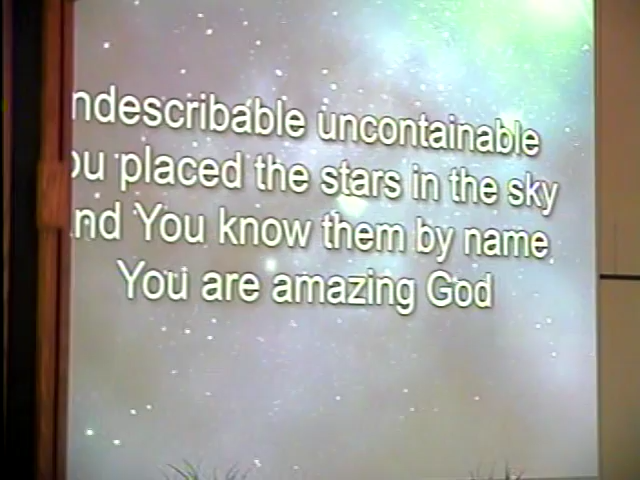 ndescribable uncontainable
ou placed the stars in the sky
nd You know them by name.
You are amazing God